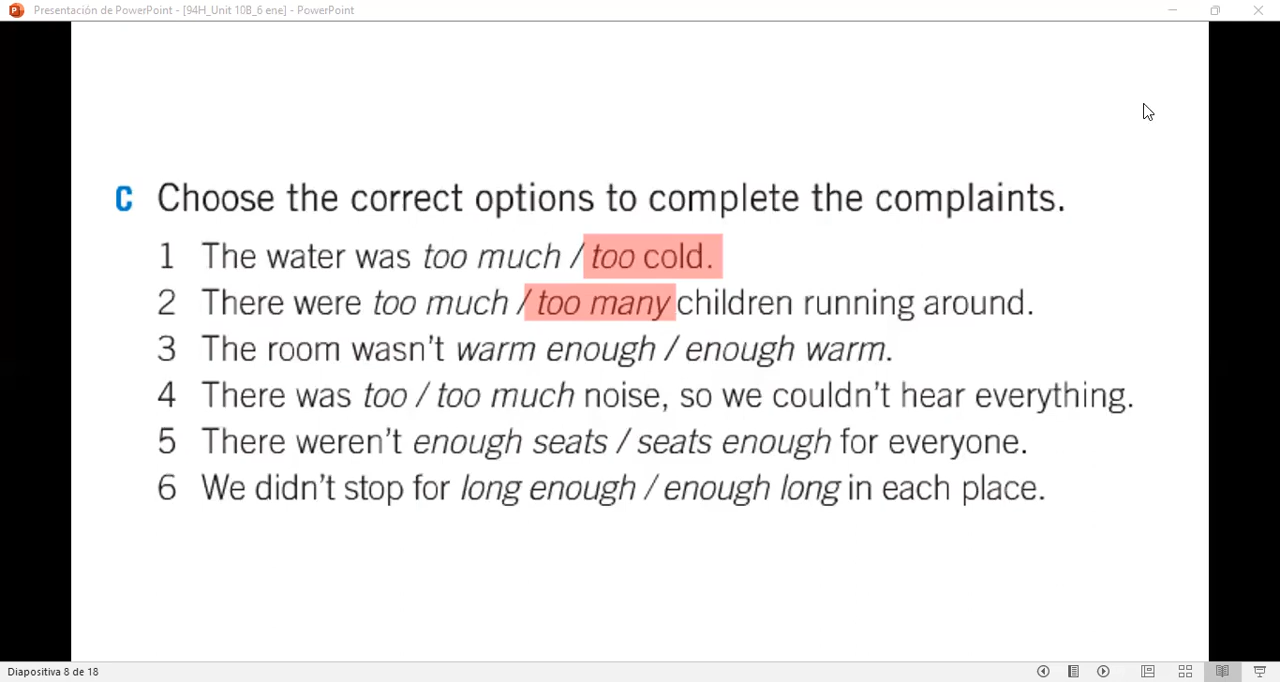 Presentación de PowerPoint - [94H_Unit 10B_6 ene] - PowerPoint
C Choose the correct options to complete the complaints.
1 The water was too much / too cold.
2 There were too much / too many children running around.
3 The room wasn't warm enough / enough warm.
4 There was too / too much noise, so we couldn't hear everything.
5 There weren't enough seats / seats enough for everyone.
6 We didn't stop for long enough / enough long in each place.
Diapositiva 8 de 18